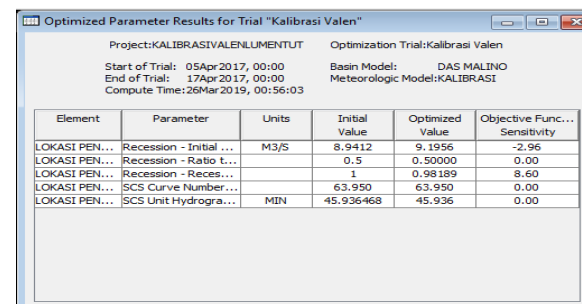 Optimized Parameter Results for Trial "Kalibrasi Valen"
Project:KALIBRASIVALENLUMENTUT Optimization Trial:Kalibrasi Valen
Start of Trial: 05Apr2017, 00:00 Basin Model: DAS MALINO
End of Trial: 17Apr2017, 00:00 Meteorologic Model:KALIBRASI
Compute Time:26Mar2019, 00:56:03
Element Parameter Units Initial Value Optimized Value Objective Func... Sensitivity
LOKASI PEN... Recession - Initial ... M3/S 8.9412 9.1956 -2.96
LOKASI PEN... Recession - Ratio t... 0.5 0.50000 0.00
LOKASI PEN... Recession - Reces... 1 0.98189 8.60
LOKASI PEN... SCS Curve Number... 63.950 63.950 0.00
LOKASI PEN... SCS Unit Hydrogra... MIN 45.936468 45.936 0.00